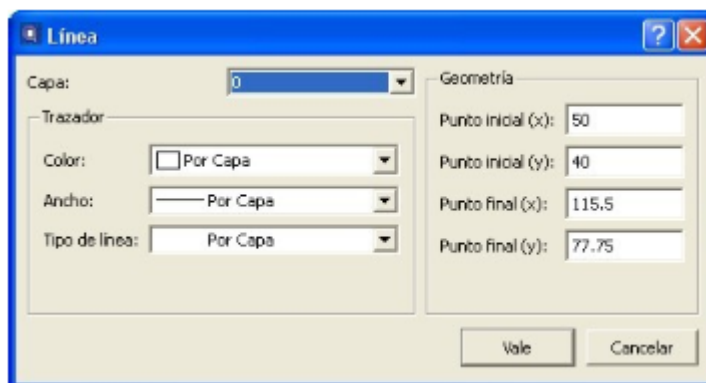 Línea
Capa: 0
Trazador
Color: Por Capa
Ancho: Por Capa
Tipo de línea: Por Capa
Geometría
Punto inicial (x): 50
Punto inicial (y): 40
Punto final (x): 115.5
Punto final (y): 77.75
Vale Cancelar